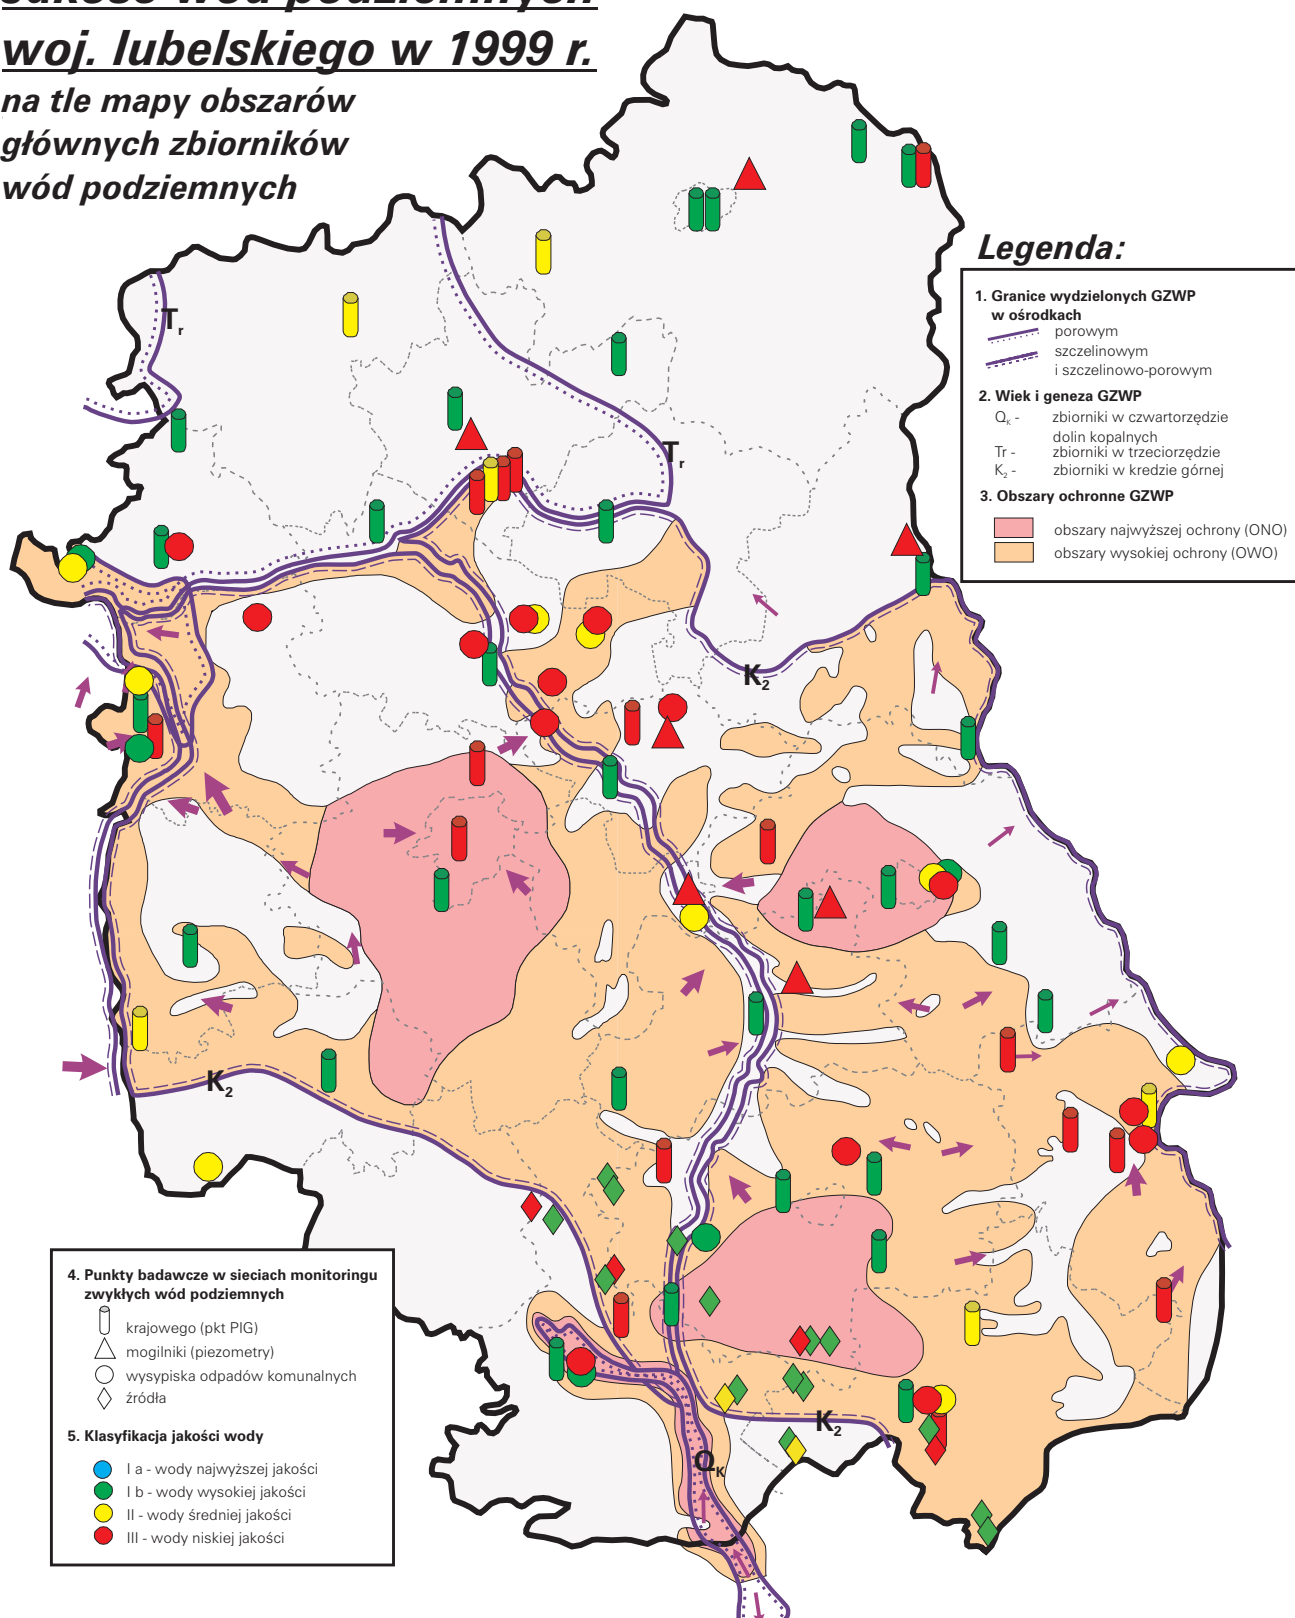 Jakość wód podziemnych
woj. lubelskiego w 1999 r.
na tle mapy obszarów
głównych zbiorników
wód podziemnych
Legenda:
1. Granice wydzielonych GZWP
w ośrodkach
porowym
szczelinowym
i szczelinowo-porowym
2. Wiek i geneza GZWP
QK - zbiorniki w czwartorzędzie
dolin kopalnych
Tr - zbiorniki w trzeciorzędzie
K2 - zbiorniki w kredzie górnej
3. Obszary ochronne GZWP
obszary najwyższej ochrony (ONO)
obszary wysokiej ochrony (OWO)
Tr
Tr
K2
K2
K2
QK
4. Punkty badawcze w sieciach monitoringu
zwykłych wód podziemnych
krajowego (pkt PIG)
mogilniki (piezometry)
wysypiska odpadów komunalnych
źródła
5. Klasyfikacja jakości wody
I a - wody najwyższej jakości
I b - wody wysokiej jakości
II - wody średniej jakości
III - wody niskiej jakości